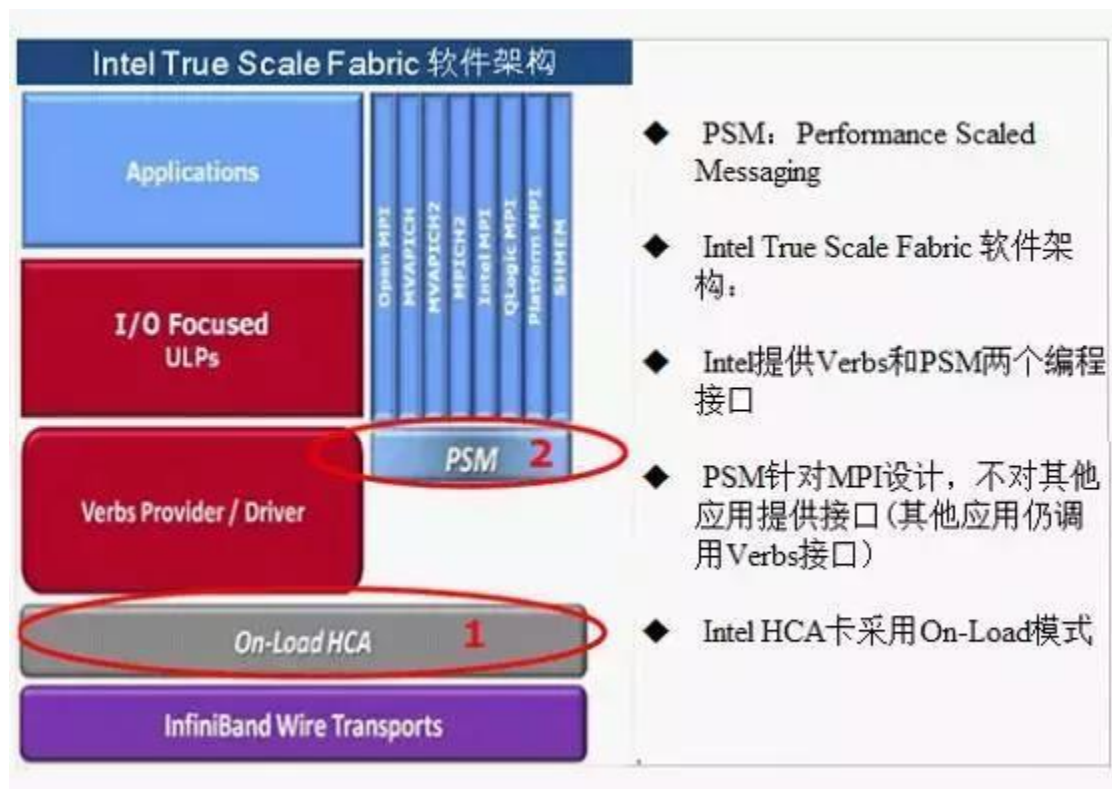 Intel True Scale Fabric 软件架构
Applications
I/O Focused
ULPs
Verbs Provider / Driver
Open MPI
MVAPICH
MVAPICH2
MPICH2
Intel MPI
QLogic MPI
Platform MPI
SHMEM
PSM 2
On-Load HCA 1
InfiniBand Wire Transports
◆ PSM：Performance Scaled
Messaging
◆ Intel True Scale Fabric 软件架
构：
◆ Intel提供Verbs和PSM两个编程
接口
◆ PSM针对MPI设计，不对其他
应用提供接口(其他应用仍调
用Verbs接口）
◆ Intel HCA卡采用On-Load模式